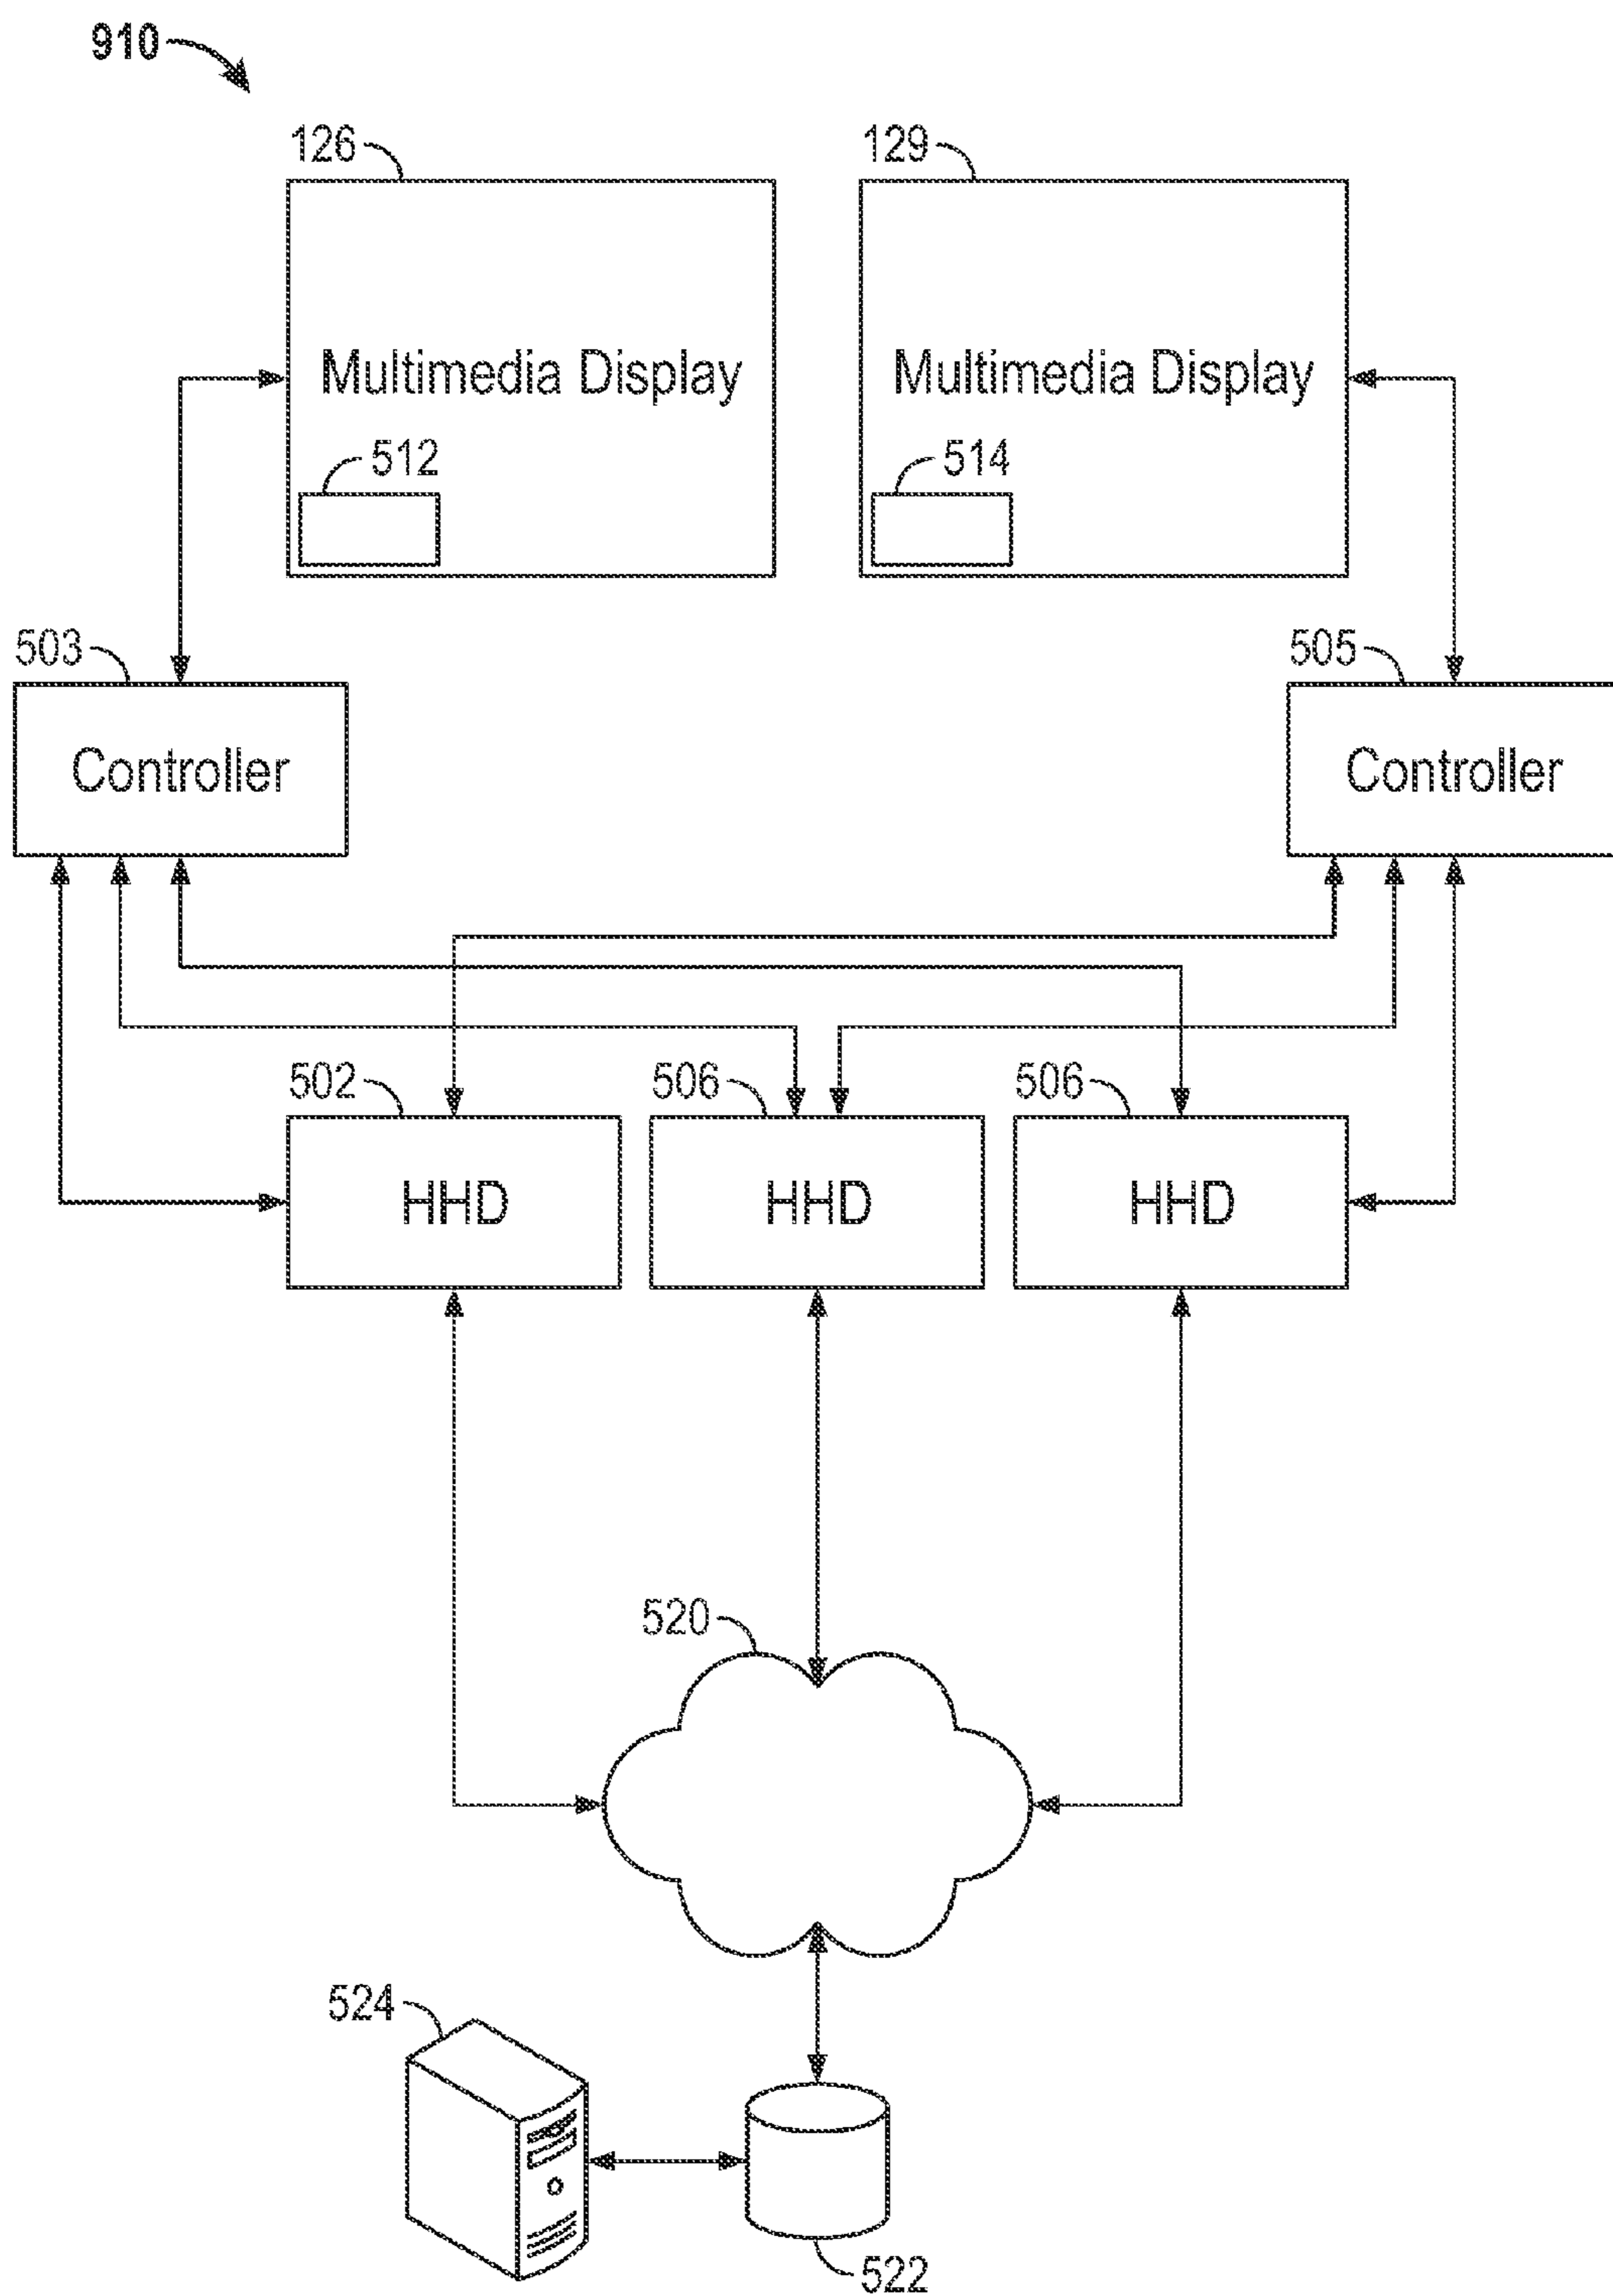 910
126
129
Multimedia Display
Multimedia Display
512
514
503
505
Controller
Controller
502
506
506
HHD
HHD
HHD
520
524
522